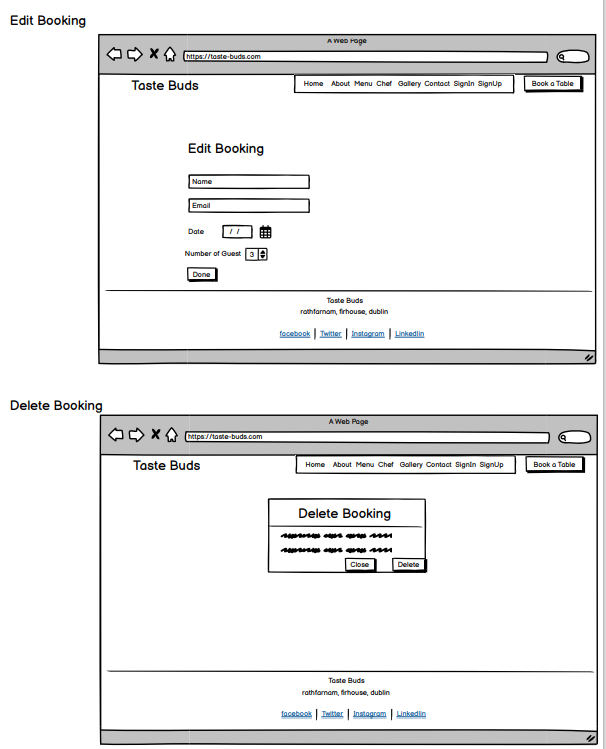 Edit Booking
A Web Page
https://taste-buds.com
Taste Buds
Home About Menu Chef Gallery Contact SignIn SignUp
Book a Table
Edit Booking
Name
Email
Date / /
Number of Guest 3
Done
Taste Buds
rathfarnam, firhouse, dublin
facebook | Twitter | Instagram | LinkedIn
Delete Booking
A Web Page
https://taste-buds.com
Taste Buds
Home About Menu Chef Gallery Contact SignIn SignUp
Book a Table
Delete Booking
Close Delete
Taste Buds
rathfarnam, firhouse, dublin
facebook | Twitter | Instagram | LinkedIn